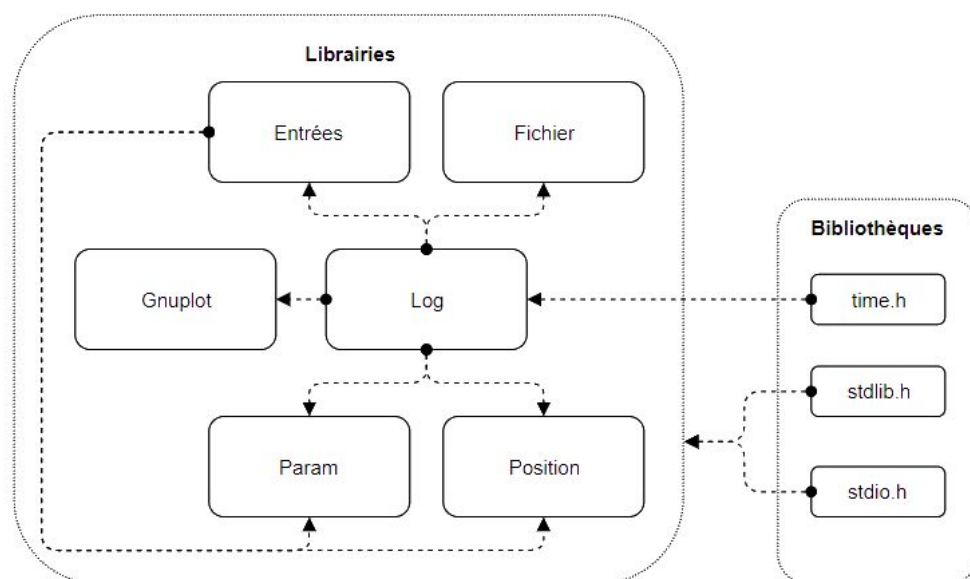 Librairies
Entrées
Fichier
Gnuplot
Log
Param
Position
Bibliothèques
time.h
stdlib.h
stdio.h